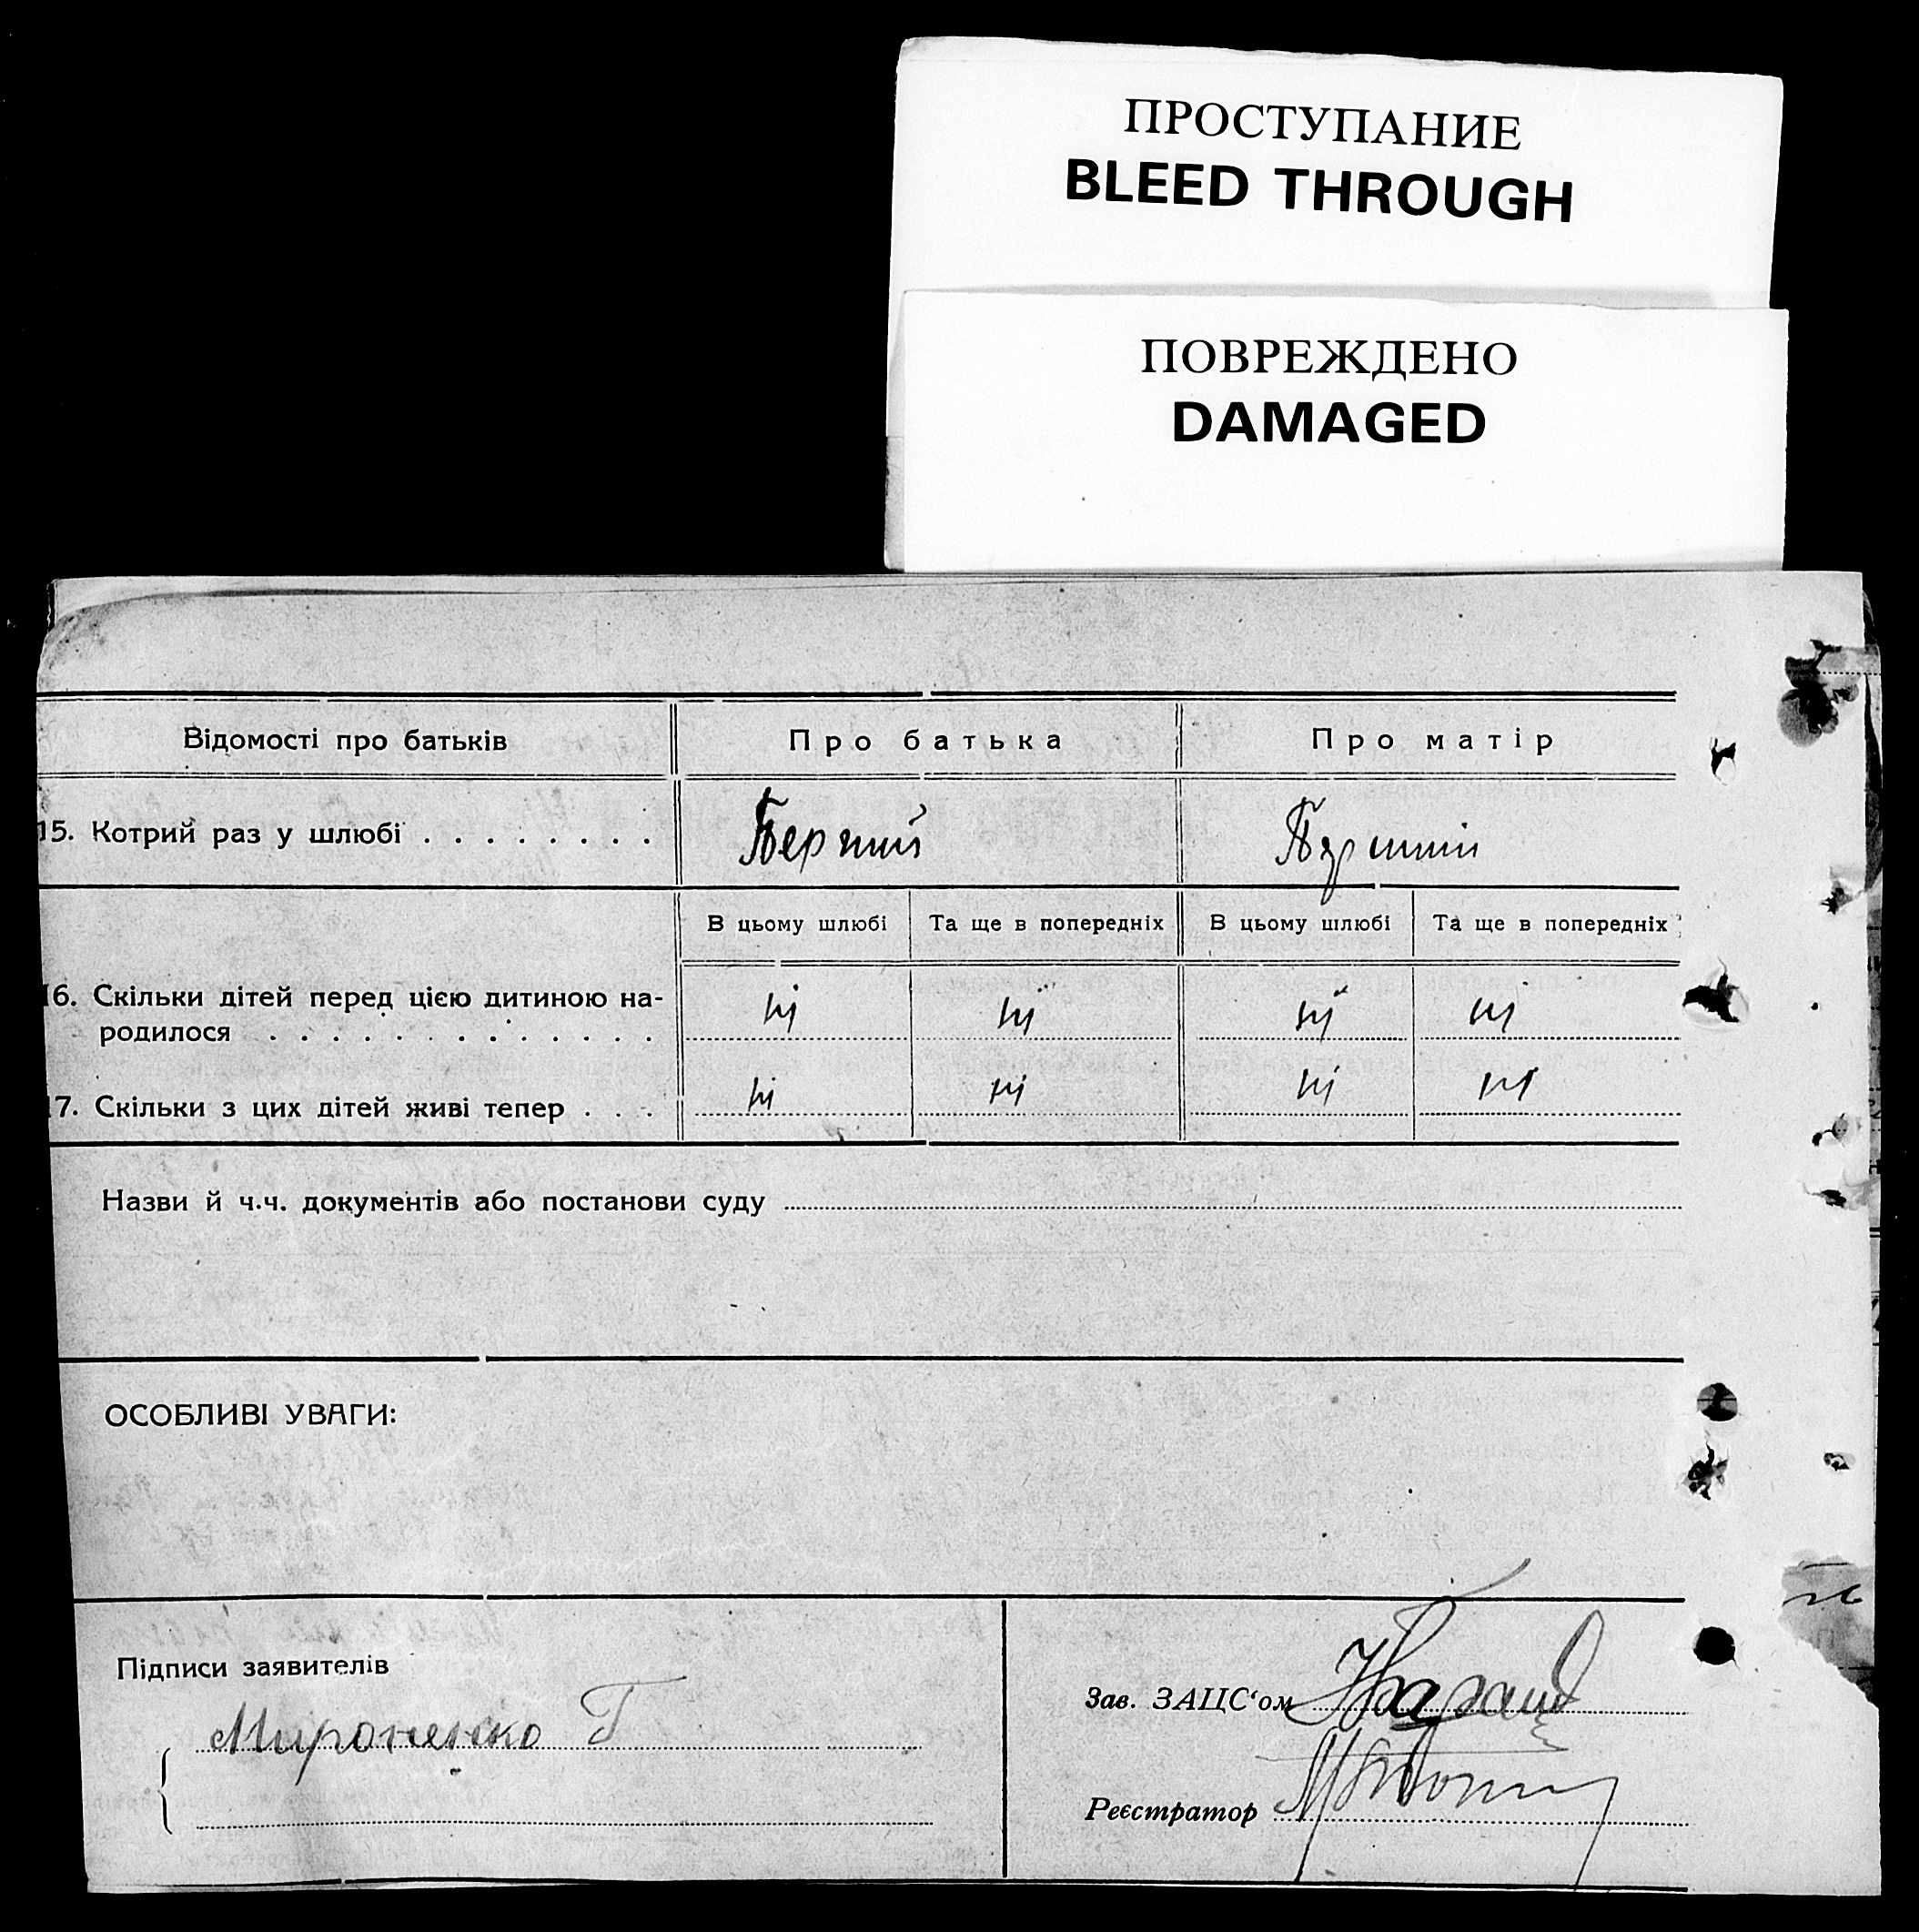 ПРОСТУПАНИЕ
BLEED THROUGH
ПОВРЕЖДЕНО
DAMAGED
Відомості про батьків Про батька Про матір
15. Котрий раз у шлюбі . . . . . . . . Перший Перший
В цьому шлюбі Та ще в попередніх В цьому шлюбі Та ще в попередніх
16. Скільки дітей перед цією дитиною на-
родилося . . . . . . . . . . . . . ні ні ні ні
17. Скільки з цих дітей живі тепер . . . ні ні ні ні
Назви й ч.ч. документів або постанови суду
ОСОБЛИВІ УВАГИ:
Підписи заявителів
Мироненко Г
Зав. ЗАЦС‘ом
Реєстратор